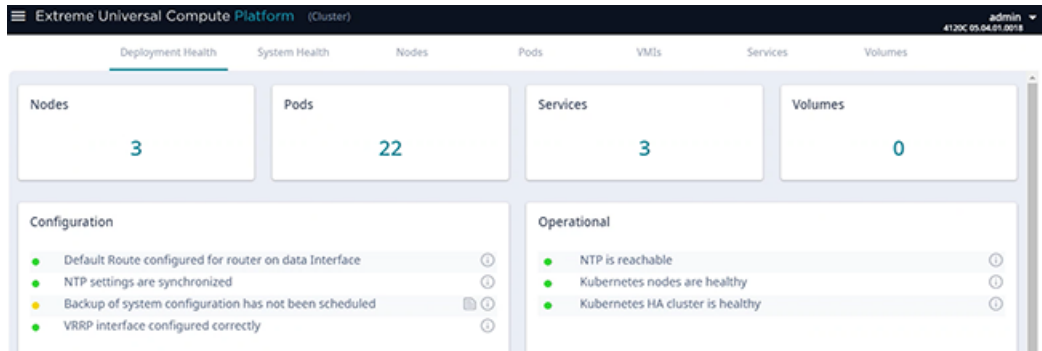 Extreme Universal Compute Platform (Cluster)
admin
4120C 05.04.01.0018
Deployment Health System Health Nodes Pods VMIs Services Volumes
Nodes
3
Pods
22
Services
3
Volumes
0
Configuration
Default Route configured for router on data Interface
NTP settings are synchronized
Backup of system configuration has not been scheduled
VRRP interface configured correctly
Operational
NTP is reachable
Kubernetes nodes are healthy
Kubernetes HA cluster is healthy